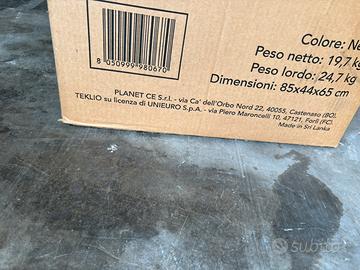 Colore: Ne
Peso netto: 19,7 kg
Peso lordo: 24,7 kg
Dimensioni: 85x44x65 cm
8 050999 980670
PLANET CE S.r.l. - via Ca' dell'Orbo Nord 22, 40055, Castenaso (BO),
TEKLIO su licenza di UNIEURO S.p.A. - via Piero Maroncelli 10, 47121, Forlì (FC).
Made in Sri Lanka
subito